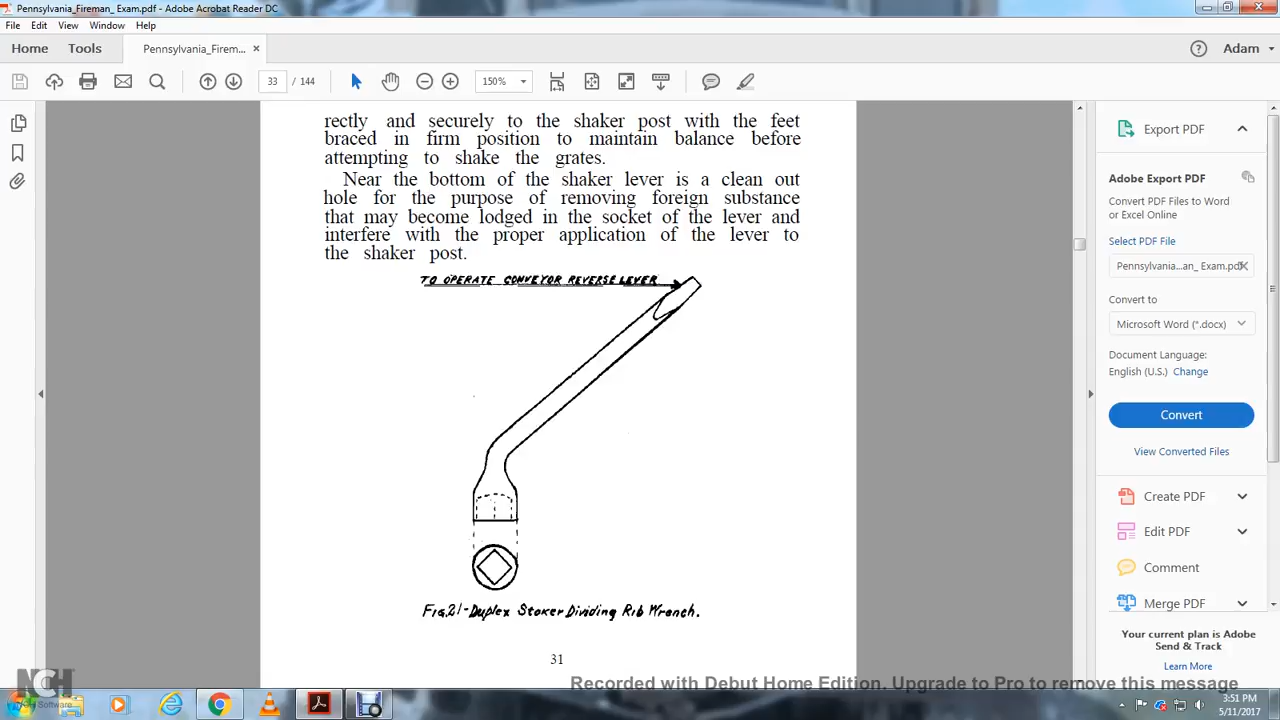 Pennsylvania_Fireman_ Exam.pdf - Adobe Acrobat Reader DC
File Edit View Window Help
Home Tools Pennsylvania_Firem... × Adam
33 / 144 150%
rectly and securely to the shaker post with the feet
braced in firm position to maintain balance before
attempting to shake the grates.
Near the bottom of the shaker lever is a clean out
hole for the purpose of removing foreign substance
that may become lodged in the socket of the lever and
interfere with the proper application of the lever to
the shaker post.
TO OPERATE CONVEYOR REVERSE LEVER
Fig.21-Duplex Stoker Dividing Rib Wrench.
31
Export PDF
Adobe Export PDF
Convert PDF Files to Word
or Excel Online
Select PDF File
Pennsylvania...an_ Exam.pdf
Convert to
Microsoft Word (*.docx)
Document Language:
English (U.S.) Change
Convert
View Converted Files
Create PDF
Edit PDF
Comment
Merge PDF
Your current plan is Adobe
Send & Track
Learn More
NCH Software
Recorded with Debut Home Edition. Upgrade to Pro to remove this message
3:51 PM
5/11/2017